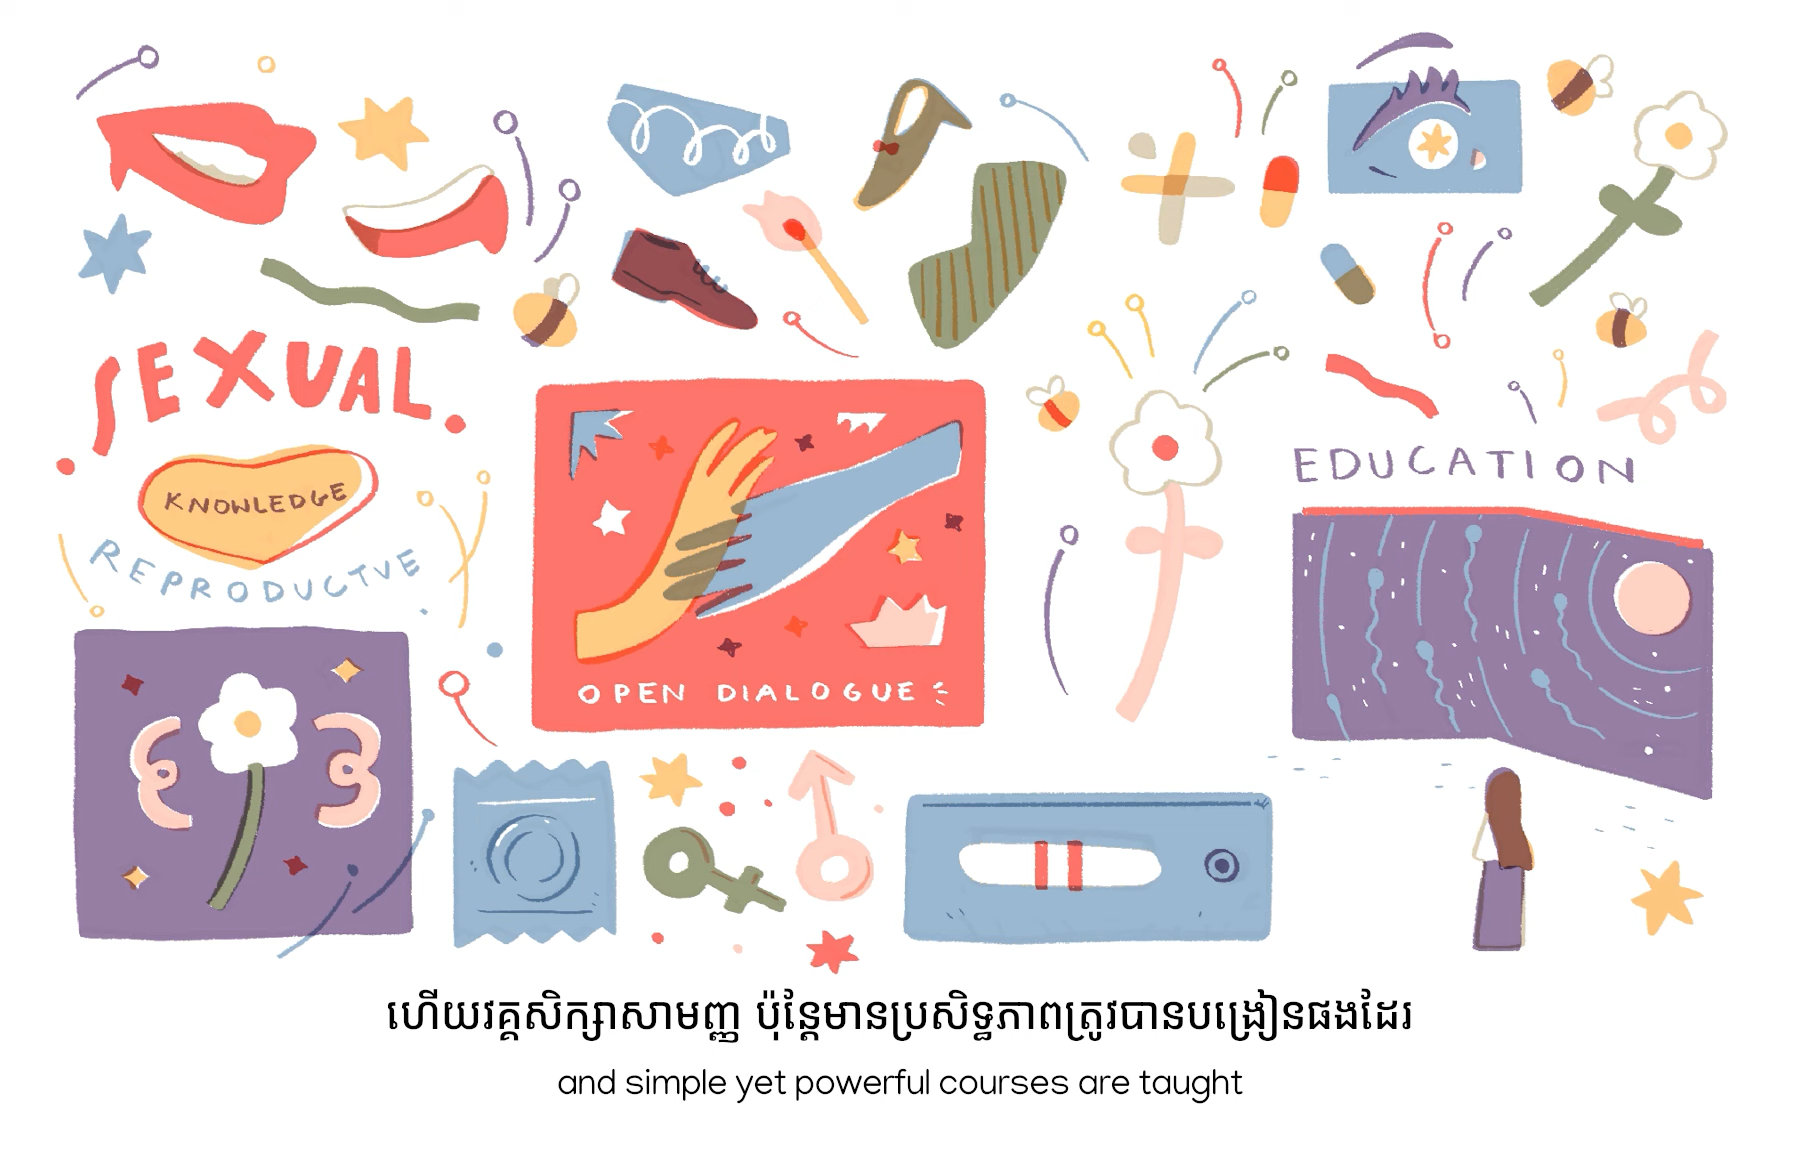 SEXUAL
KNOWLEDGE
REPRODUCTVE
OPEN DIALOGUE
EDUCATION
ហើយវគ្គសិក្សាសាមញ្ញ ប៉ុន្តែមានប្រសិទ្ធភាពត្រូវបានបង្រៀនផងដែរ
and simple yet powerful courses are taught